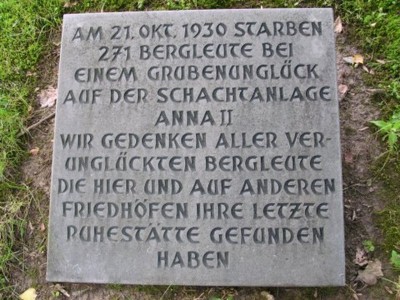 AM 21. OKT. 1930 STARBEN
271 BERGLEUTE BEI
EINEM GRUBENUNGLÜCK
AUF DER SCHACHTANLAGE
ANNA II
WIR GEDENKEN ALLER VER-
UNGLÜCKTEN BERGLEUTE
DIE HIER UND AUF ANDEREN
FRIEDHÖFEN IHRE LETZTE
RUHESTÄTTE GEFUNDEN
HABEN